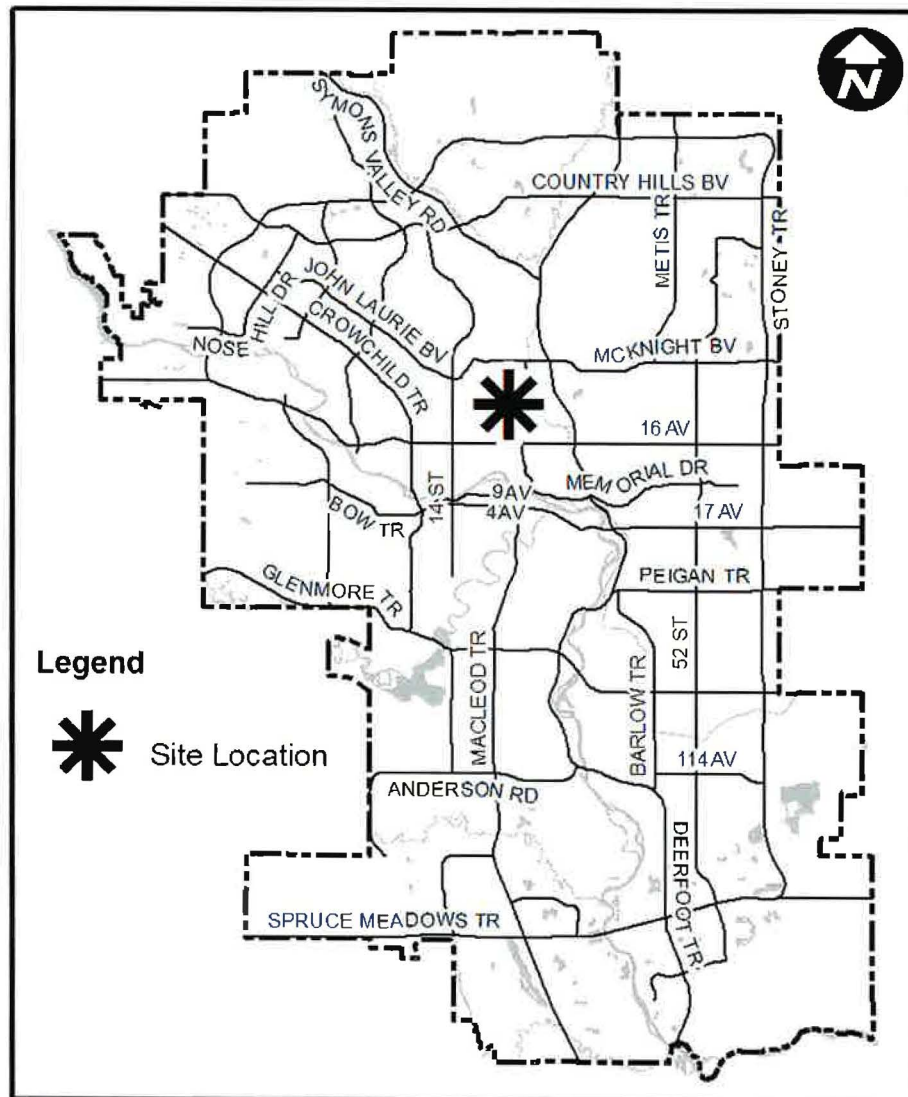 N
SYMONS VALLEY RD
COUNTRY HILLS BV
METIS TR
STONEY TR
JOHN LAURIE BV
NOSE HILL DR
CROWCHILD TR
MCKNIGHT BV
16 AV
MEMORIAL DR
14 ST
9 AV
4 AV
17 AV
BOW TR
PEIGAN TR
GLENMORE TR
52 ST
Legend
MACLEOD TR
BARLOW TR
Site Location
114 AV
ANDERSON RD
DEERFOOT TR
SPRUCE MEADOWS TR